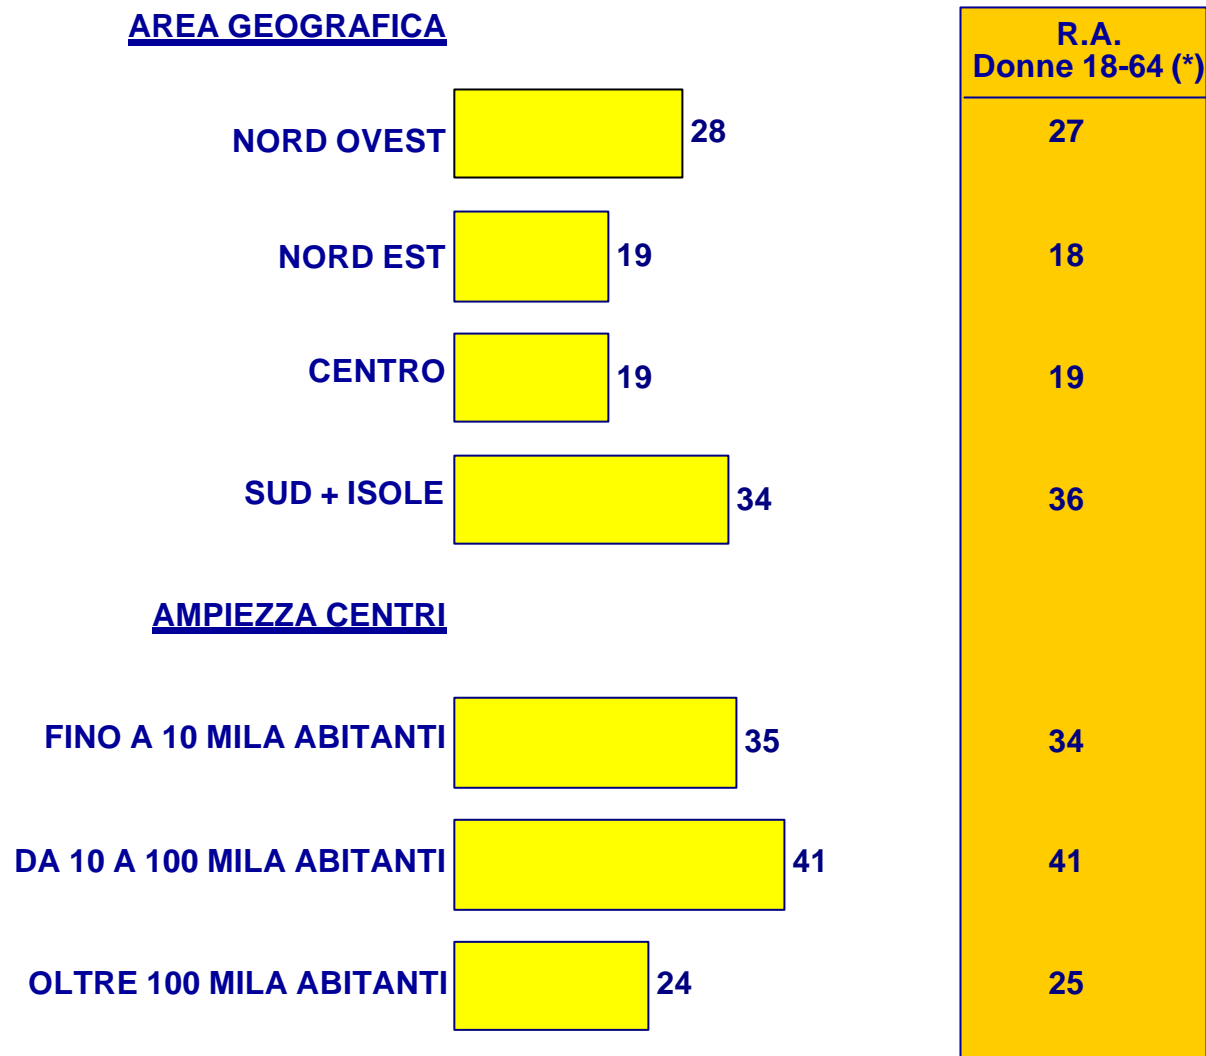 AREA GEOGRAFICA
R.A.
Donne 18-64 (*)
NORD OVEST 28 27
NORD EST 19 18
CENTRO 19 19
SUD + ISOLE 34 36
AMPIEZZA CENTRI
FINO A 10 MILA ABITANTI 35 34
DA 10 A 100 MILA ABITANTI 41 41
OLTRE 100 MILA ABITANTI 24 25